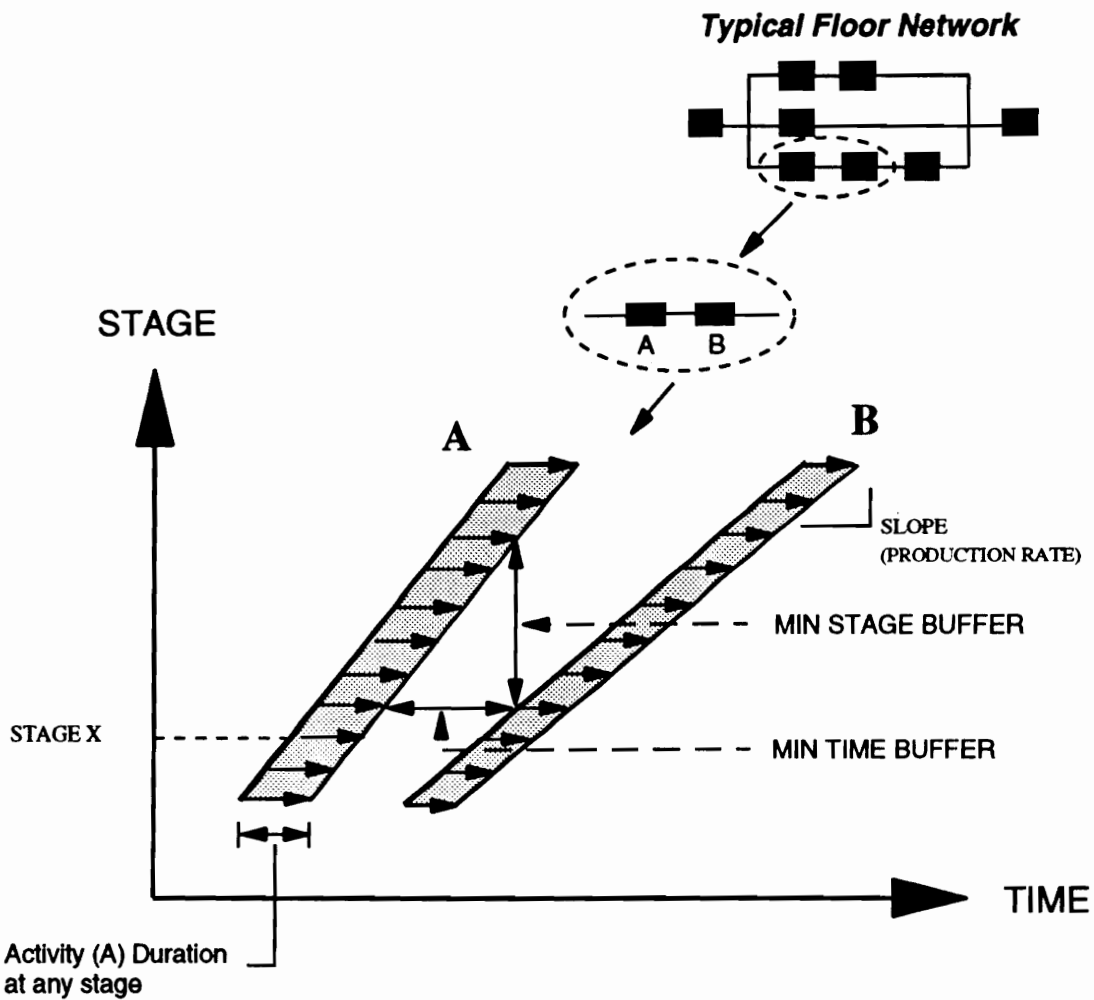 Typical Floor Network
A B
STAGE
A
B
SLOPE
(PRODUCTION RATE)
MIN STAGE BUFFER
STAGE X
MIN TIME BUFFER
TIME
Activity (A) Duration
at any stage